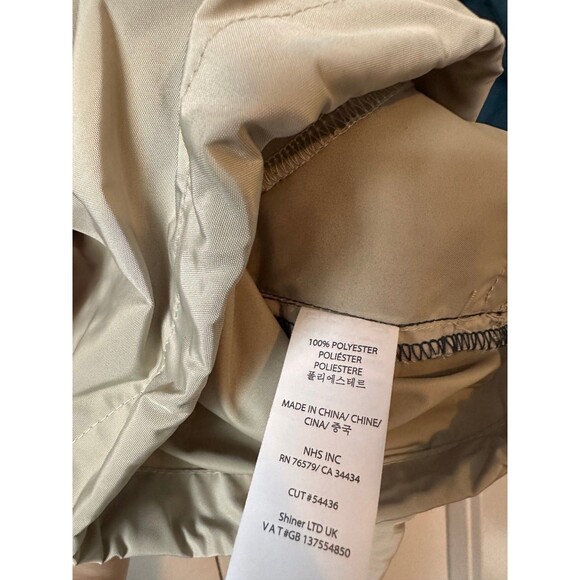 100% POLYESTER
POLIÉSTER
POLIESTERE
폴리에스테르
MADE IN CHINA/ CHINE/
CINA/ 중국
NHS INC
RN 76579/ CA 34434
CUT#54436
Shiner LTD UK
V A T#GB 137554850